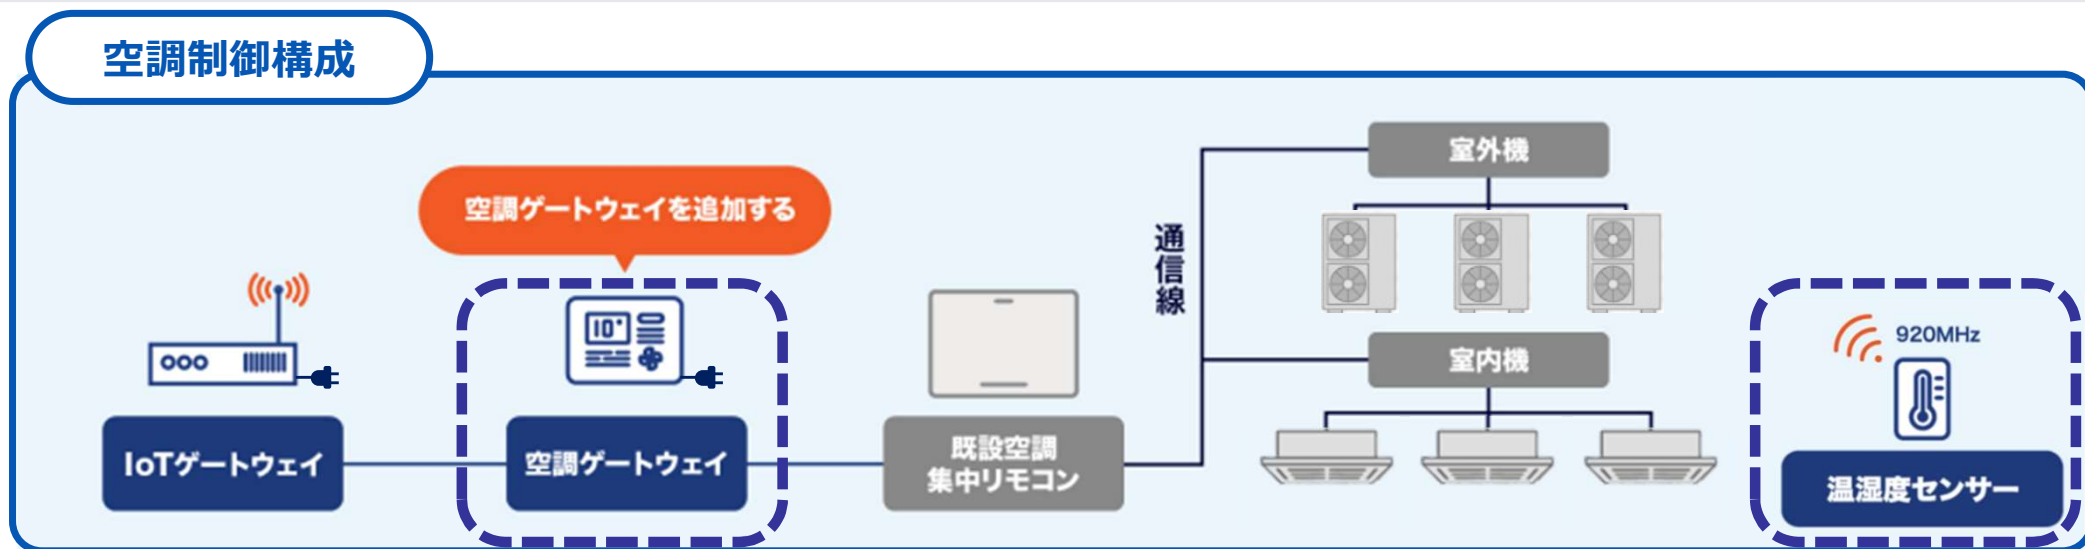 空調制御構成
空調ゲートウェイを追加する
IoTゲートウェイ
10°
空調ゲートウェイ
既設空調
集中リモコン
通信線
室外機
室内機
920MHz
温湿度センサー